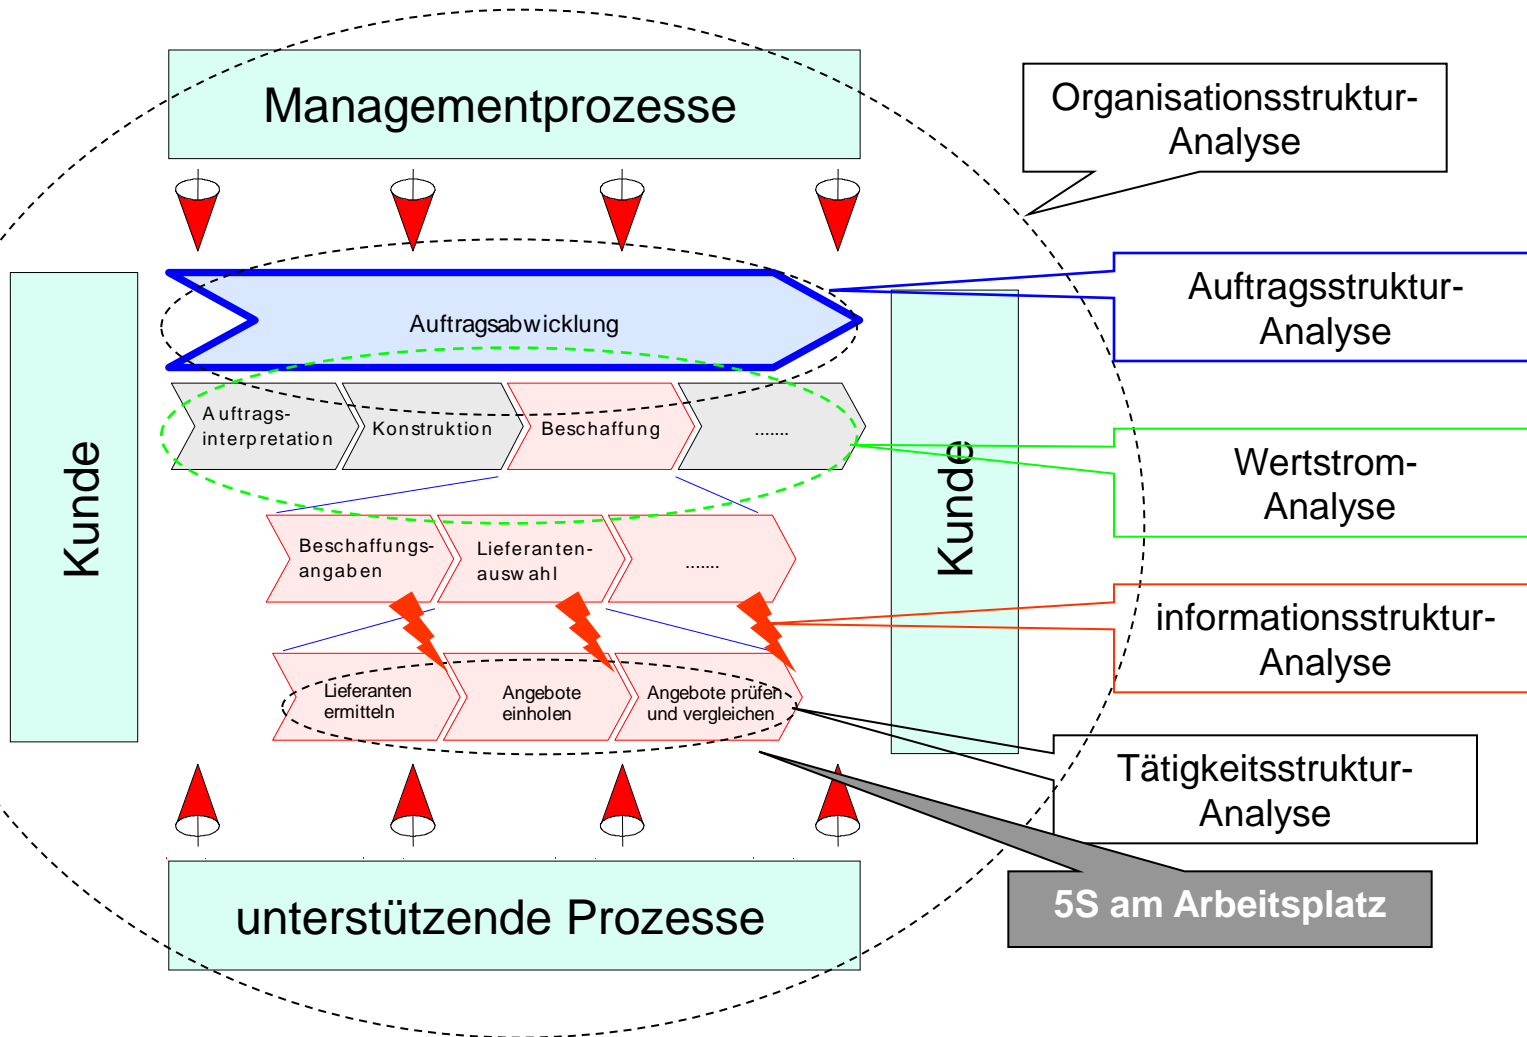 Managementprozesse
Organisationsstruktur-
Analyse
Auftragsstruktur-
Analyse
Auftragsabwicklung
Kunde
Auftrags-
interpretation
Konstruktion
Beschaffung
.......
Kunde
Wertstrom-
Analyse
Beschaffungs-
angaben
Lieferanten-
auswahl
.......
informationsstruktur-
Analyse
Lieferanten
ermitteln
Angebote
einholen
Angebote prüfen
und vergleichen
Tätigkeitsstruktur-
Analyse
unterstützende Prozesse
5S am Arbeitsplatz